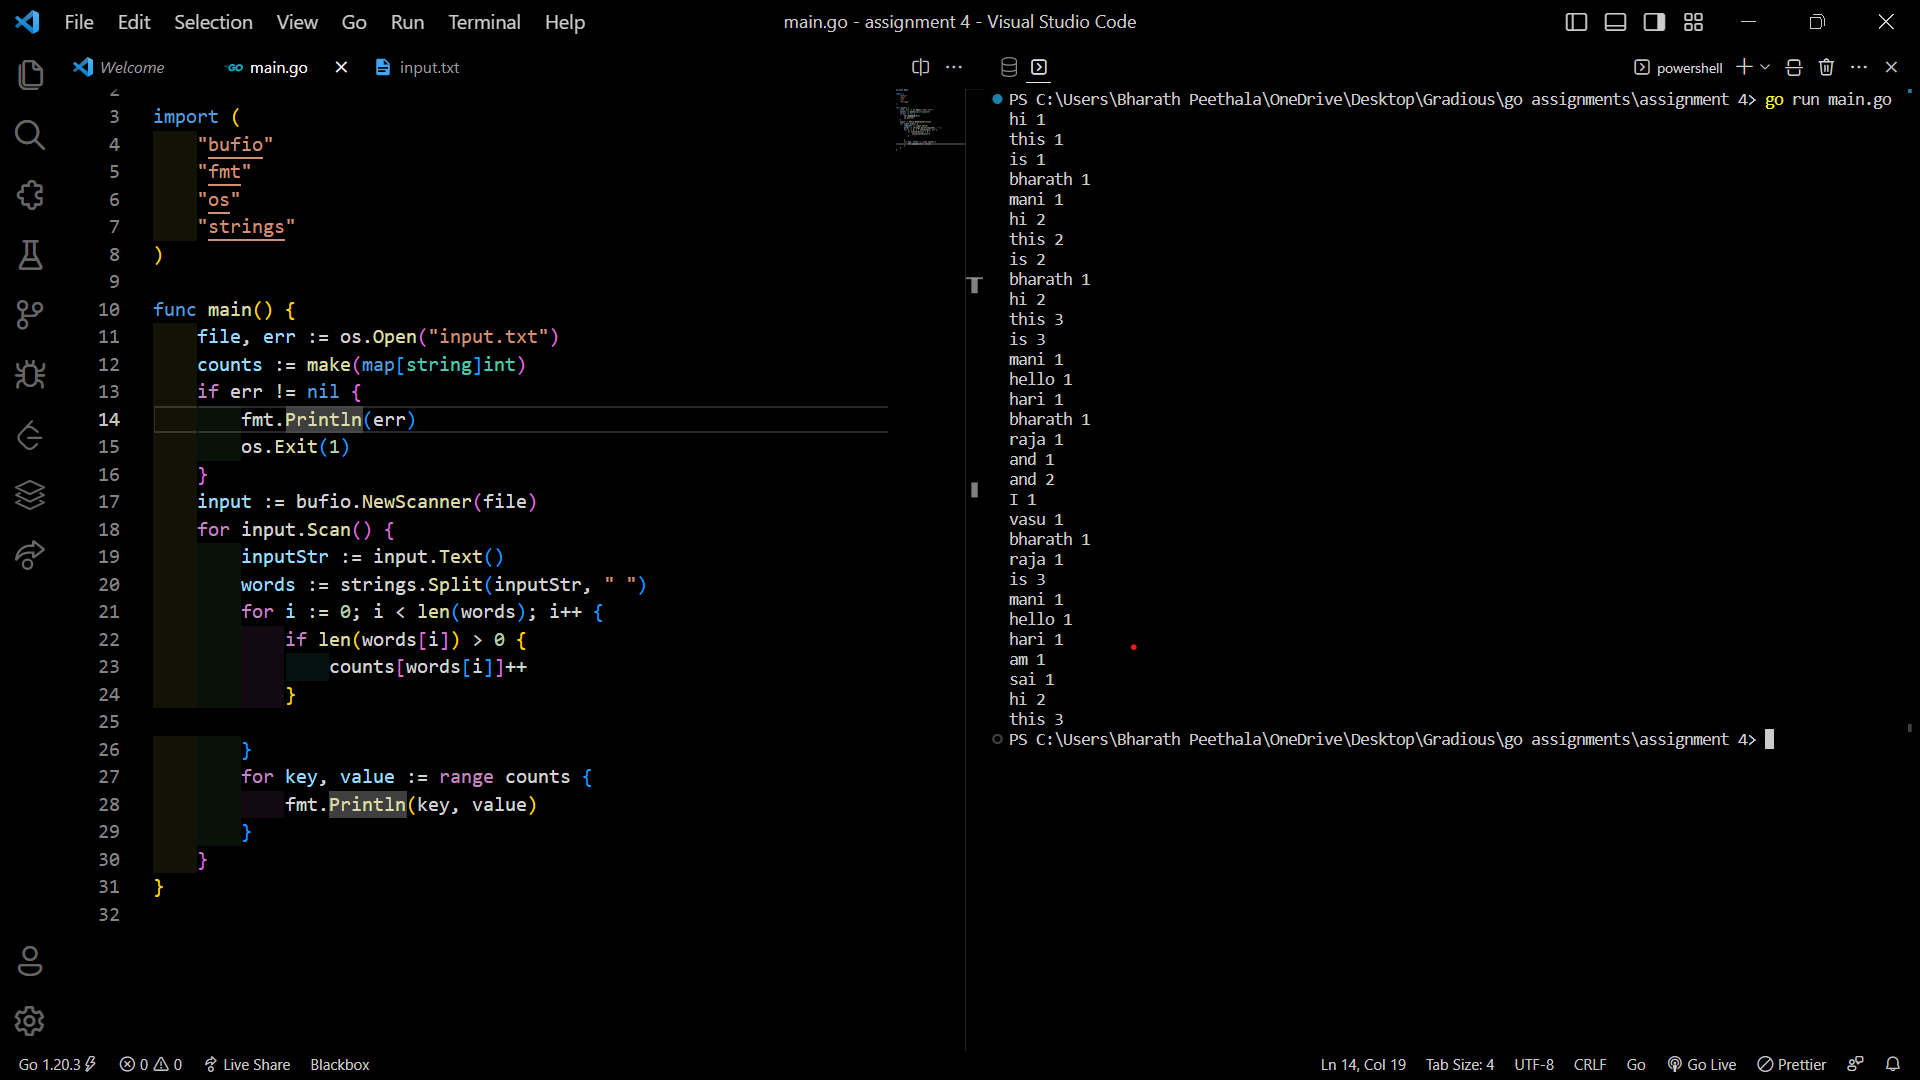 File Edit Selection View Go Run Terminal Help
main.go - assignment 4 - Visual Studio Code
Welcome
main.go
input.txt
2
3 import (
4 "bufio"
5 "fmt"
6 "os"
7 "strings"
8 )
9
10 func main() {
11 file, err := os.Open("input.txt")
12 counts := make(map[string]int)
13 if err != nil {
14 fmt.Println(err)
15 os.Exit(1)
16 }
17 input := bufio.NewScanner(file)
18 for input.Scan() {
19 inputStr := input.Text()
20 words := strings.Split(inputStr, " ")
21 for i := 0; i < len(words); i++ {
22 if len(words[i]) > 0 {
23 counts[words[i]]++
24 }
25
26 }
27 for key, value := range counts {
28 fmt.Println(key, value)
29 }
30 }
31 }
32
powershell
PS C:\Users\Bharath Peethala\OneDrive\Desktop\Gradious\go assignments\assignment 4> go run main.go
hi 1
this 1
is 1
bharath 1
mani 1
hi 2
this 2
is 2
bharath 1
hi 2
this 3
is 3
mani 1
hello 1
hari 1
bharath 1
raja 1
and 1
and 2
I 1
vasu 1
bharath 1
raja 1
is 3
mani 1
hello 1
hari 1
am 1
sai 1
hi 2
this 3
PS C:\Users\Bharath Peethala\OneDrive\Desktop\Gradious\go assignments\assignment 4>
Go 1.20.3 0 0 Live Share Blackbox
Ln 14, Col 19 Tab Size: 4 UTF-8 CRLF Go Go Live Prettier